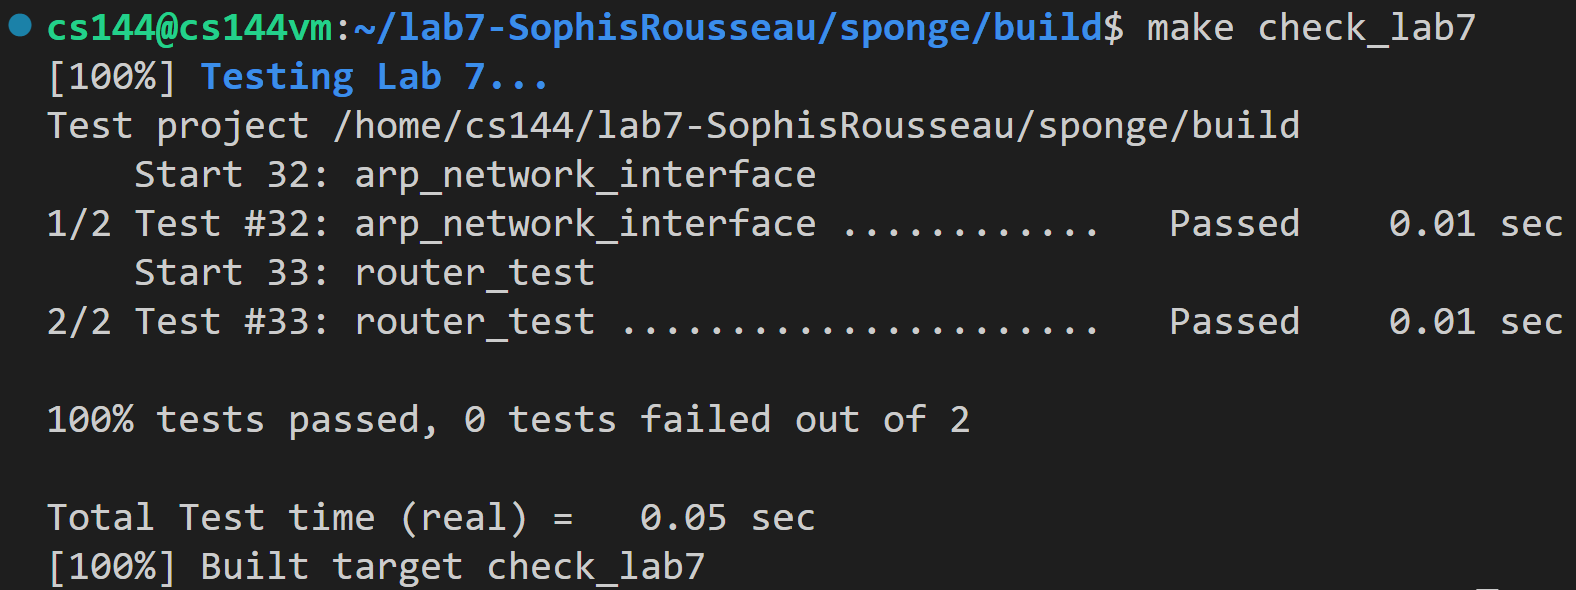 cs144@cs144vm:~/lab7-SophisRousseau/sponge/build$ make check_lab7
[100%] Testing Lab 7...
Test project /home/cs144/lab7-SophisRousseau/sponge/build
    Start 32: arp_network_interface
1/2 Test #32: arp_network_interface ............   Passed    0.01 sec
    Start 33: router_test
2/2 Test #33: router_test ......................   Passed    0.01 sec

100% tests passed, 0 tests failed out of 2

Total Test time (real) =   0.05 sec
[100%] Built target check_lab7